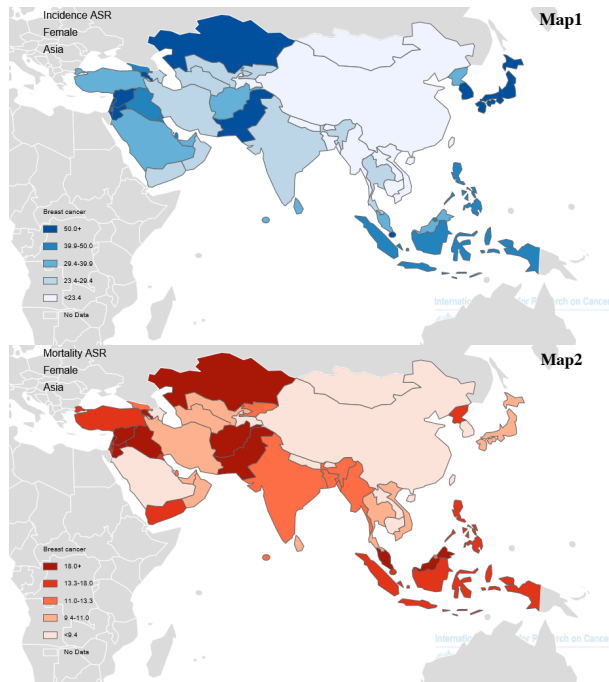 Incidence ASR
Map1
Female
Asia
Breast cancer
50.0+
39.9-50.0
29.4-39.9
23.4-29.4
<23.4
No Data
Mortality ASR
Map2
Female
Asia
Breast cancer
18.0+
13.3-18.0
11.0-13.3
9.4-11.0
<9.4
No Data